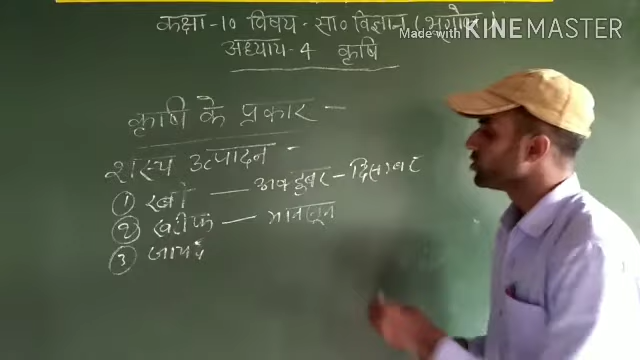 कक्षा-10 विषय-सा० विज्ञान (भूगोल)
Made with KINEMASTER
अध्याय-4 कृषि
कृषि के प्रकार -
शस्य उत्पादन -
① रबी — अक्टूबर - दिसम्बर
② खरीफ — मानसून
③ जायद